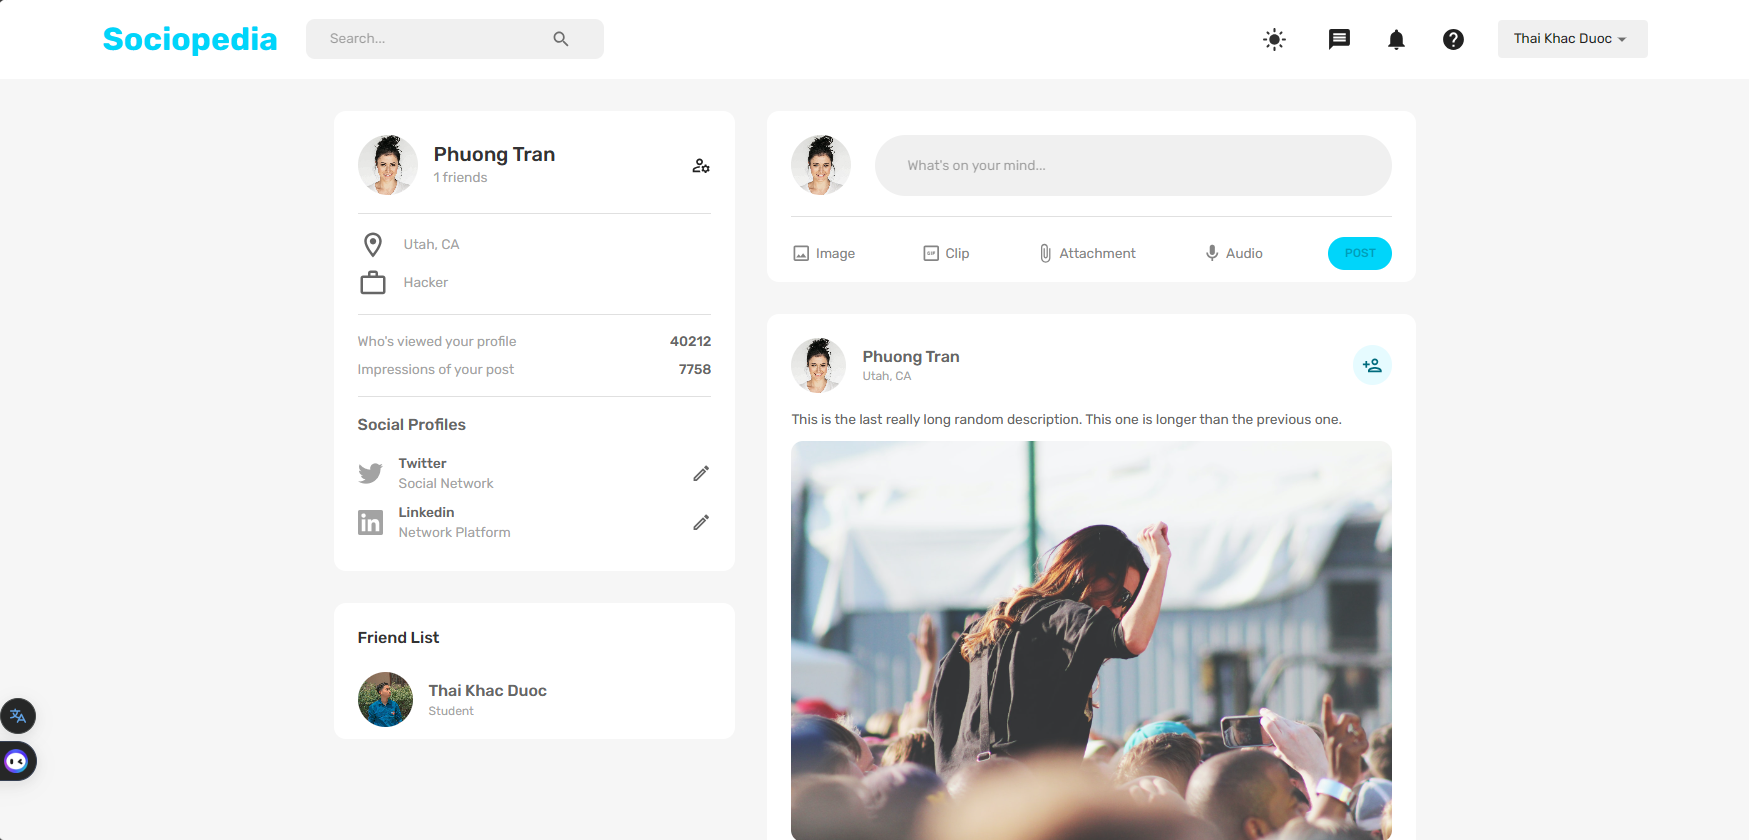 Sociopedia
Search...
Thai Khac Duoc
Phuong Tran
1 friends
Utah, CA
Hacker
Who's viewed your profile 40212
Impressions of your post 7758
Social Profiles
Twitter
Social Network
Linkedin
Network Platform
Friend List
Thai Khac Duoc
Student
What's on your mind...
Image
GIF
Clip
Attachment
Audio
POST
Phuong Tran
Utah, CA
This is the last really long random description. This one is longer than the previous one.